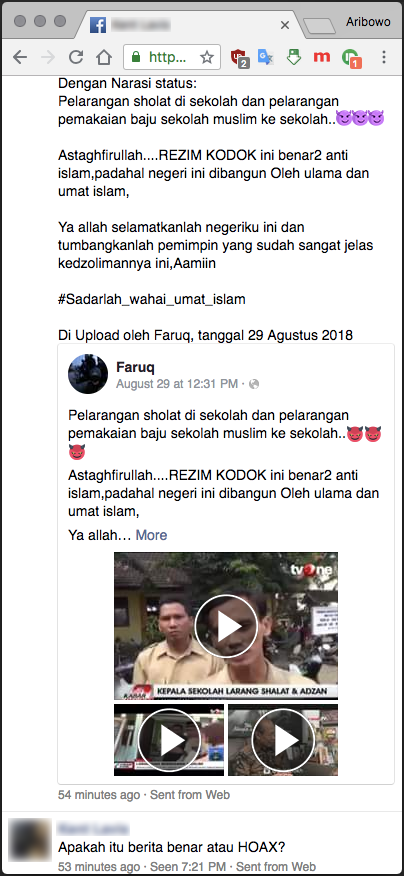 Aribowo
http...
2
1
Dengan Narasi status:
Pelarangan sholat di sekolah dan pelarangan
pemakaian baju sekolah muslim ke sekolah..😈😈😈
Astaghfirullah....REZIM KODOK ini benar2 anti
islam,padahal negeri ini dibangun Oleh ulama dan
umat islam,
Ya allah selamatkanlah negeriku ini dan
tumbangkanlah pemimpin yang sudah sangat jelas
kedzolimannya ini,Aamiin
#Sadarlah_wahai_umat_islam
Di Upload oleh Faruq, tanggal 29 Agustus 2018
Faruq
August 29 at 12:31 PM ·
Pelarangan sholat di sekolah dan pelarangan
pemakaian baju sekolah muslim ke sekolah..😈😈
😈
Astaghfirullah....REZIM KODOK ini benar2 anti
islam,padahal negeri ini dibangun Oleh ulama dan
umat islam,
Ya allah… More
tvOne
KABAR
KEPALA SEKOLAH LARANG SHALAT & ADZAN
54 minutes ago · Sent from Web
Apakah itu berita benar atau HOAX?
53 minutes ago · Seen 7:21 PM · Sent from Web